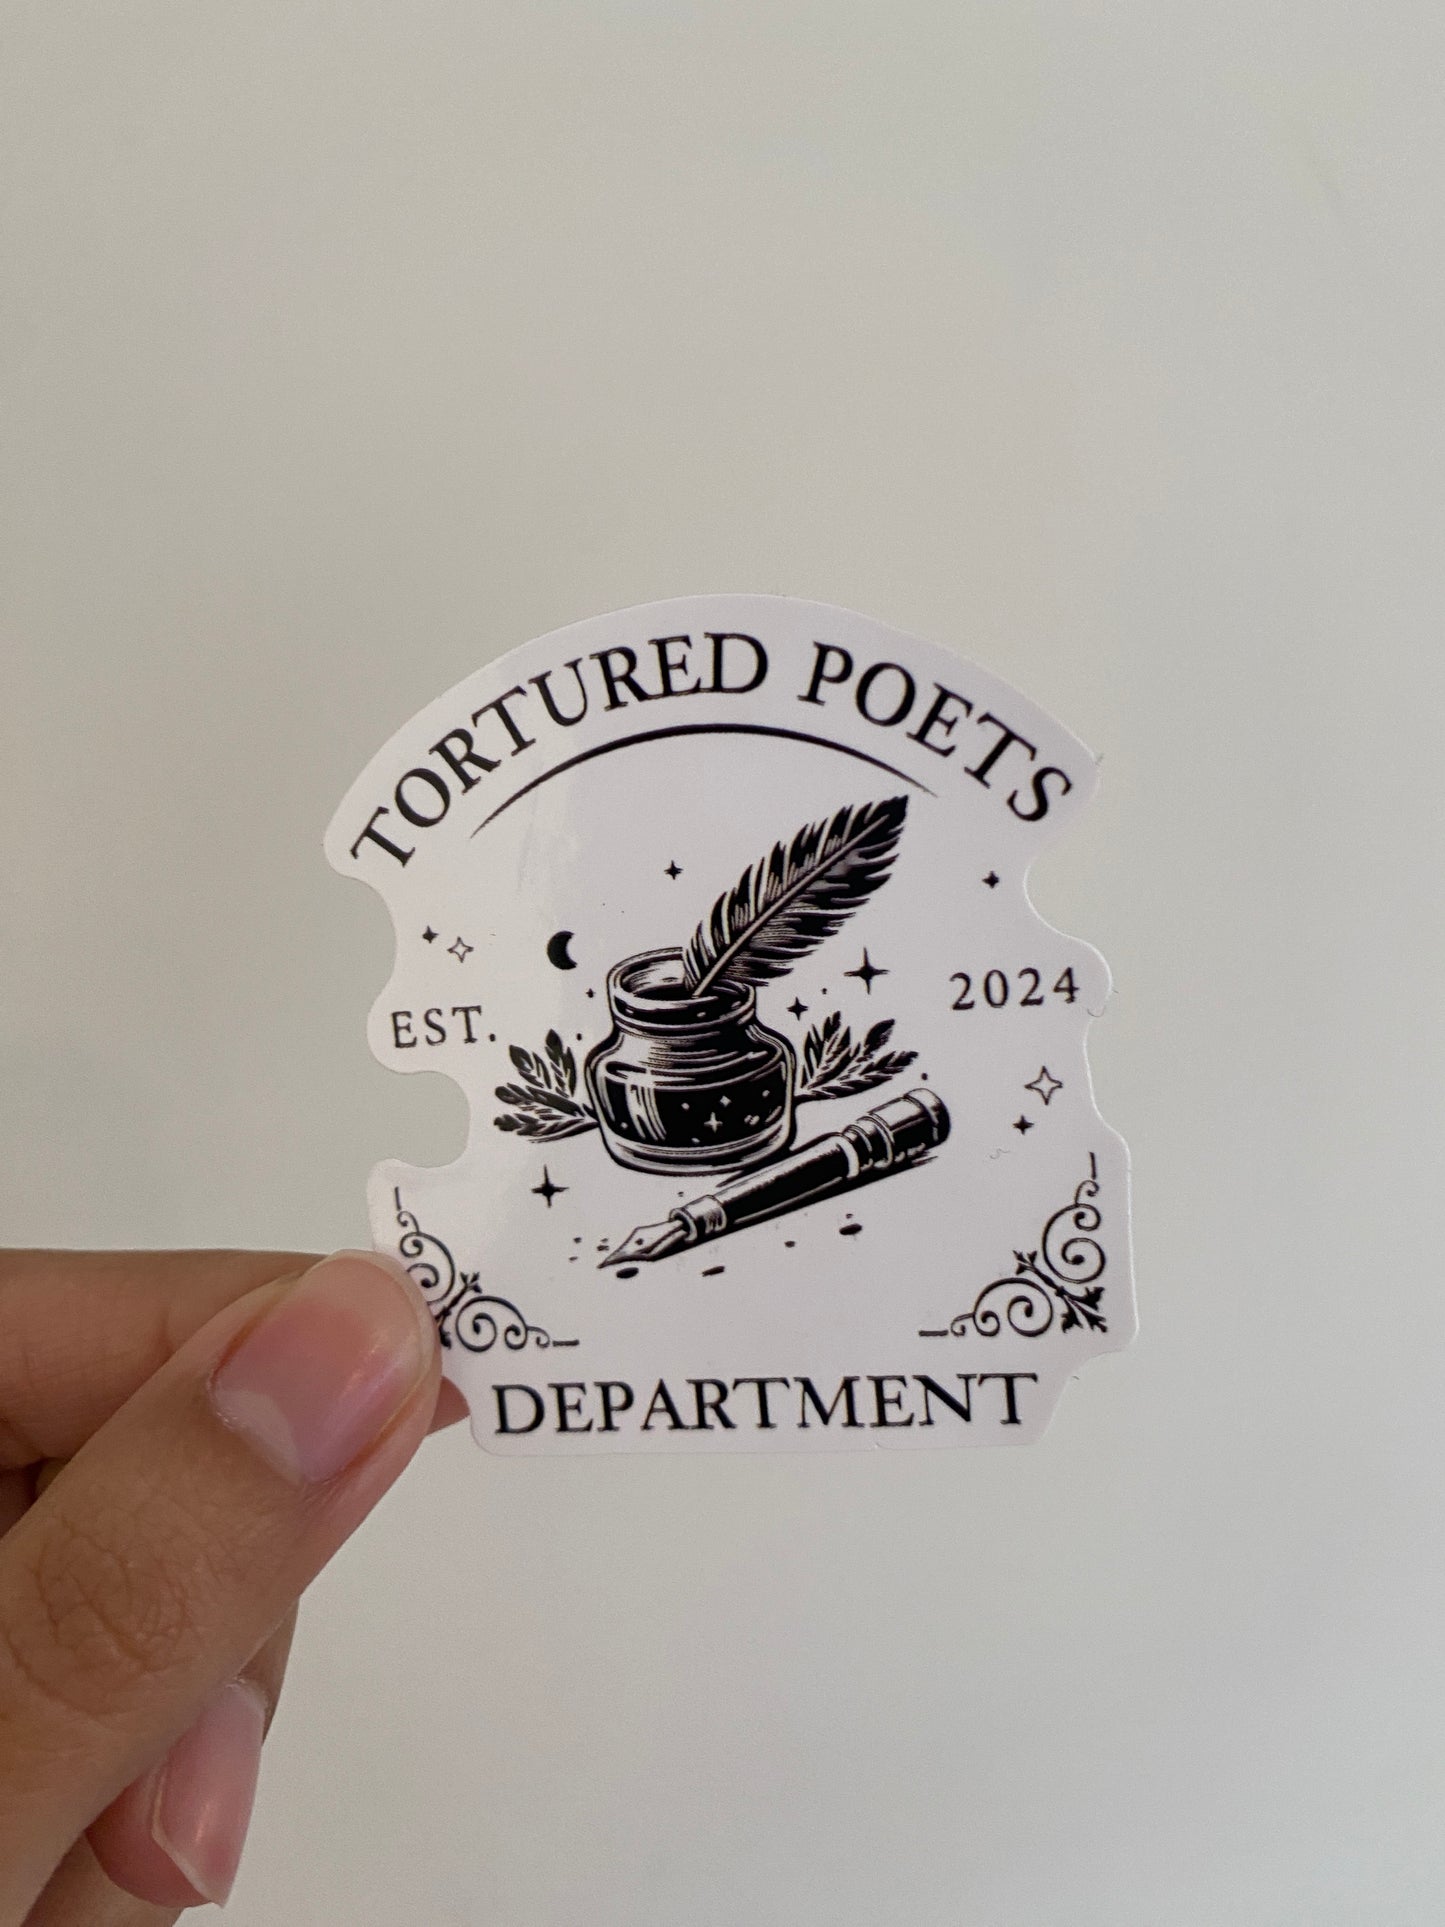 TORTURED POETS
EST.
2024
DEPARTMENT